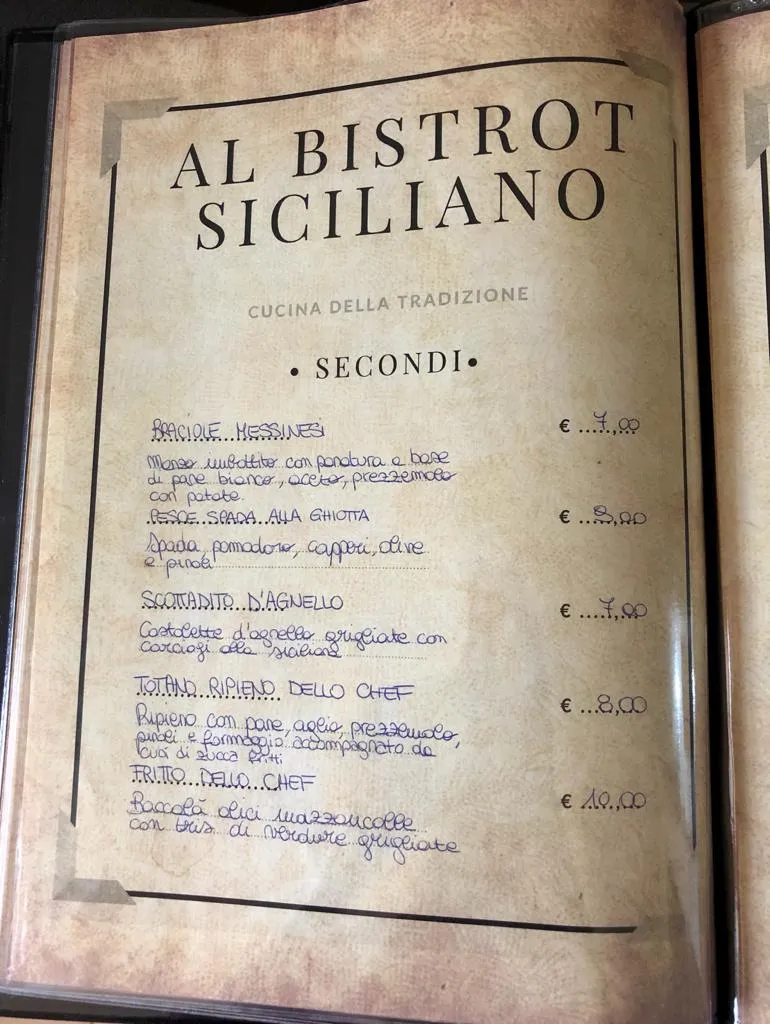 AL BISTROT
SICILIANO
CUCINA DELLA TRADIZIONE
• SECONDI •
BRACIOLE MESSINESI € 7,00
Manzo imbottito con panatura a base
di pane bianco, aceto, prezzemolo
con patate.
PESCE SPADA ALLA GHIOTTA € 8,00
Spada, pomodoro, capperi, olive
e pinoli
SCOTTADITO D'AGNELLO € 7,00
Costolette d'agnello grigliate con
carciofi alla siciliana
TOTANO RIPIENO DELLO CHEF € 8,00
Ripieno con pane, aglio, prezzemolo,
pinoli e formaggio accompagnato da
di zucca fritti
FRITTO DELLO CHEF € 10,00
Baccalà alici mazzancolle
con tris di verdure grigliate